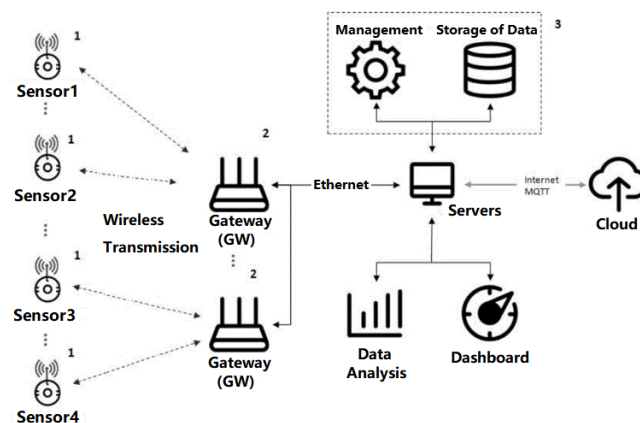 1
Sensor1
1
Sensor2
1
Sensor3
1
Sensor4
Wireless
Transmission
2
Gateway
(GW)
2
Gateway
(GW)
Ethernet
Management
Storage of Data
3
Servers
Internet
MQTT
Cloud
Data
Analysis
Dashboard